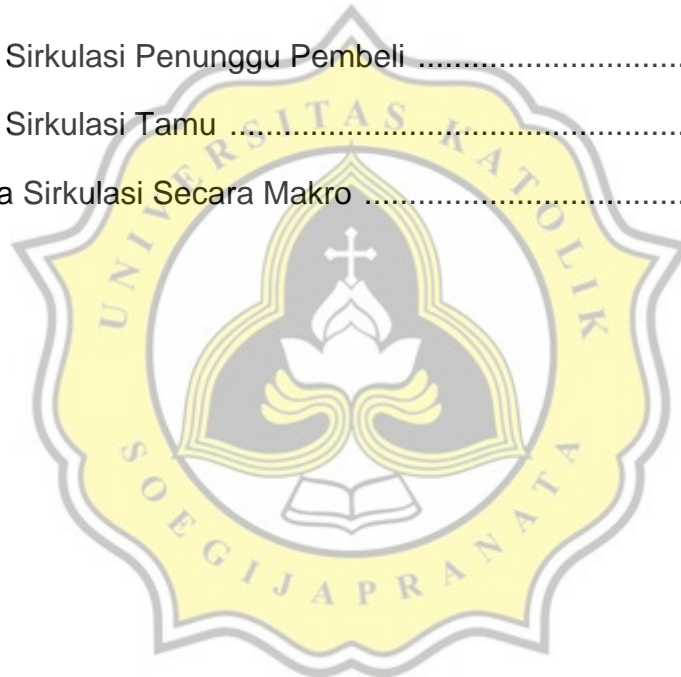 Sirkulasi Penunggu Pembeli ..............................
Sirkulasi Tamu ....................................................
a Sirkulasi Secara Makro ....................................
UNIVERSITAS KATOLIK
SOEGIJAPRANATA